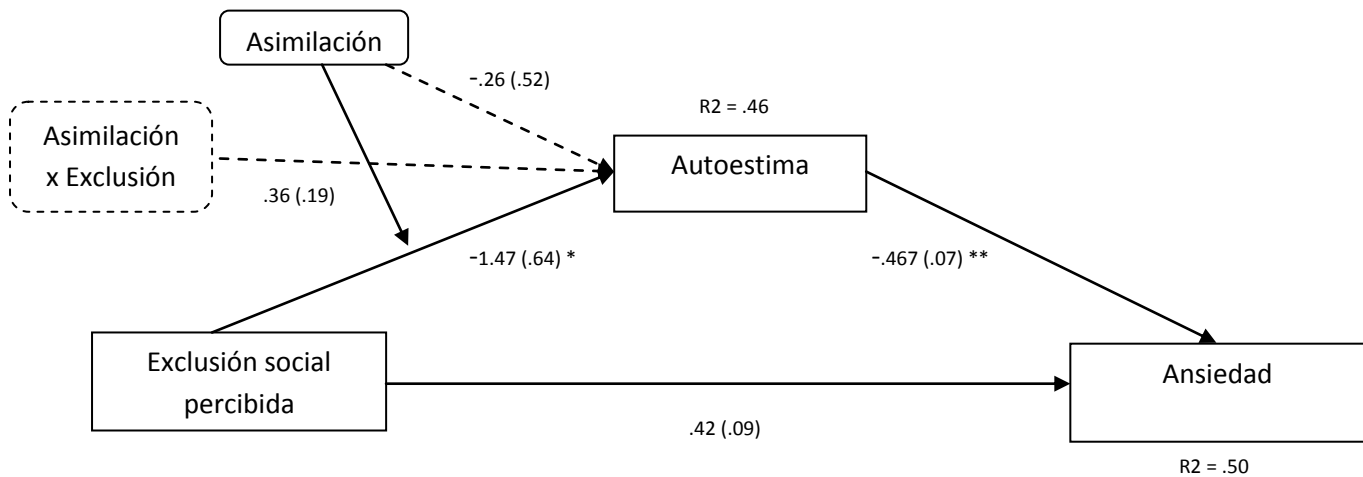 Asimilación
-.26 (.52)
R2 = .46
Asimilación
x Exclusión
Autoestima
.36 (.19)
-1.47 (.64) *
-.467 (.07) **
Exclusión social
percibida
Ansiedad
.42 (.09)
R2 = .50